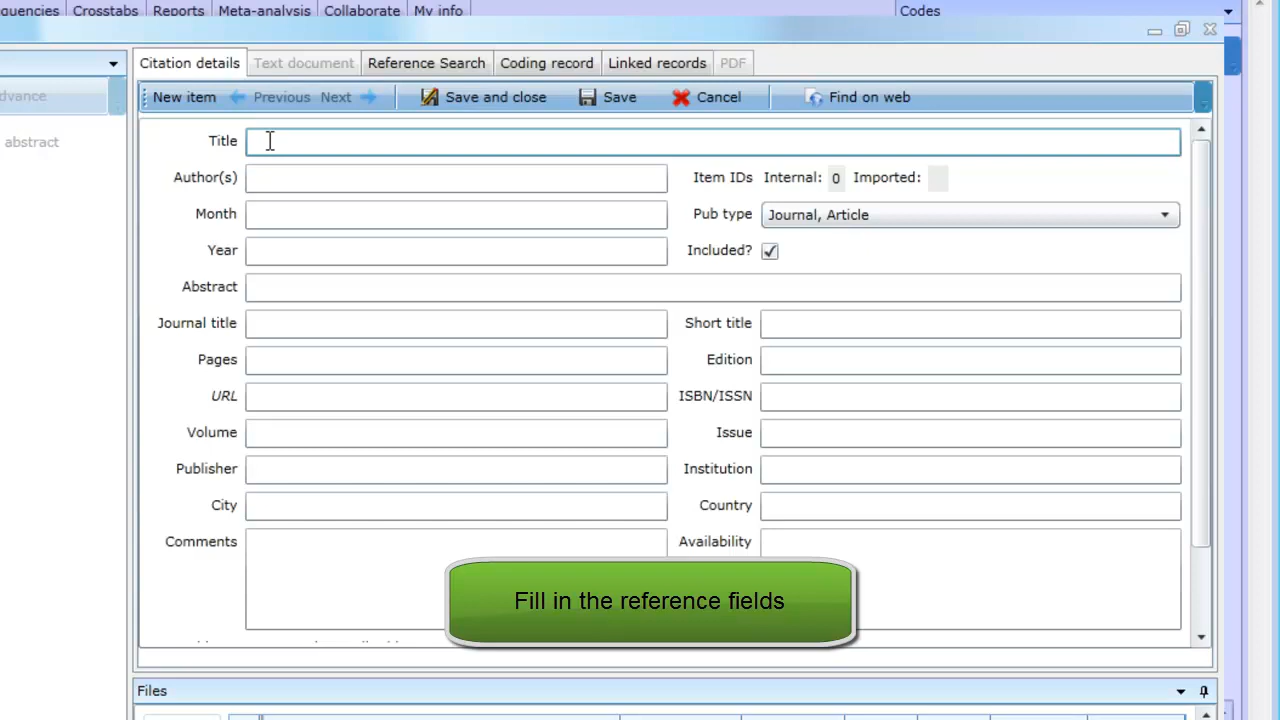 quencies Crosstabs Reports Meta-analysis Collaborate My info Codes
Citation details Text document Reference Search Coding record Linked records PDF
dvance New item Previous Next Save and close Save Cancel Find on web
abstract Title
Author(s) Item IDs Internal: 0 Imported:
Month Pub type Journal, Article
Year Included?
Abstract
Journal title Short title
Pages Edition
URL ISBN/ISSN
Volume Issue
Publisher Institution
City Country
Comments Availability
Fill in the reference fields
Files